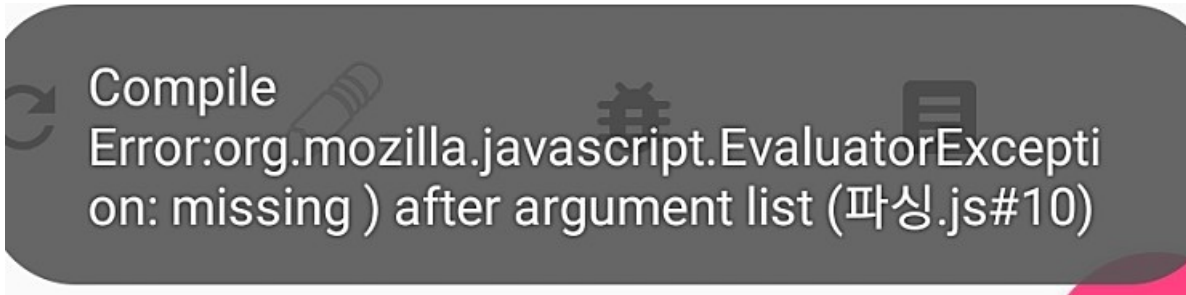 Compile
Error:org.mozilla.javascript.EvaluatorExcepti
on: missing ) after argument list (파싱.js#10)